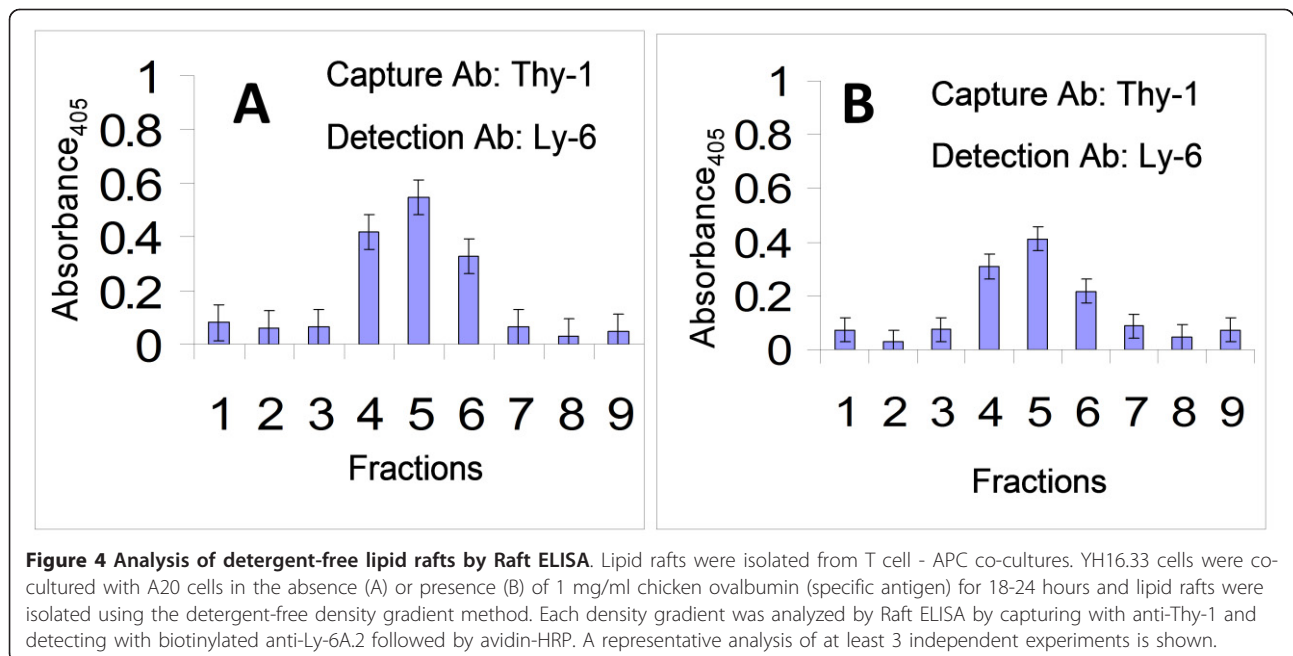 A
Capture Ab: Thy-1
Detection Ab: Ly-6
Absorbance405
1
0.8
0.6
0.4
0.2
0
1 2 3 4 5 6 7 8 9
Fractions
B
Capture Ab: Thy-1
Detection Ab: Ly-6
Absorbance405
1
0.8
0.6
0.4
0.2
0
1 2 3 4 5 6 7 8 9
Fractions
Figure 4 Analysis of detergent-free lipid rafts by Raft ELISA. Lipid rafts were isolated from T cell - APC co-cultures. YH16.33 cells were co-
cultured with A20 cells in the absence (A) or presence (B) of 1 mg/ml chicken ovalbumin (specific antigen) for 18-24 hours and lipid rafts were
isolated using the detergent-free density gradient method. Each density gradient was analyzed by Raft ELISA by capturing with anti-Thy-1 and
detecting with biotinylated anti-Ly-6A.2 followed by avidin-HRP. A representative analysis of at least 3 independent experiments is shown.